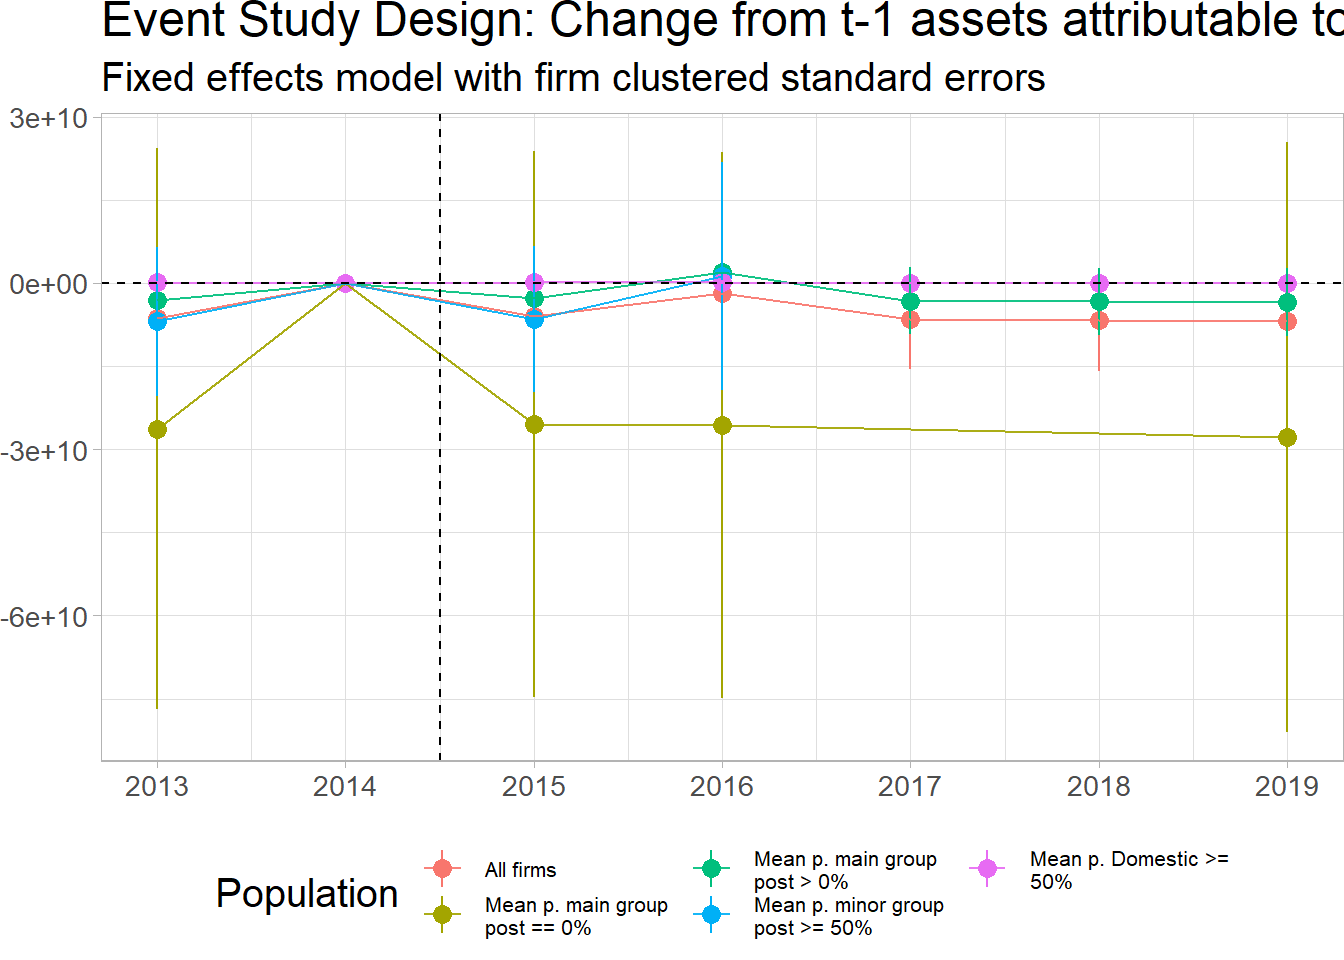 Event Study Design: Change from t-1 assets attributable to
Fixed effects model with firm clustered standard errors
3e+10
0e+00
-3e+10
-6e+10
2013 2014 2015 2016 2017 2018 2019
Population
All firms
Mean p. main group
post == 0%
Mean p. main group
post > 0%
Mean p. minor group
post >= 50%
Mean p. Domestic >=
50%